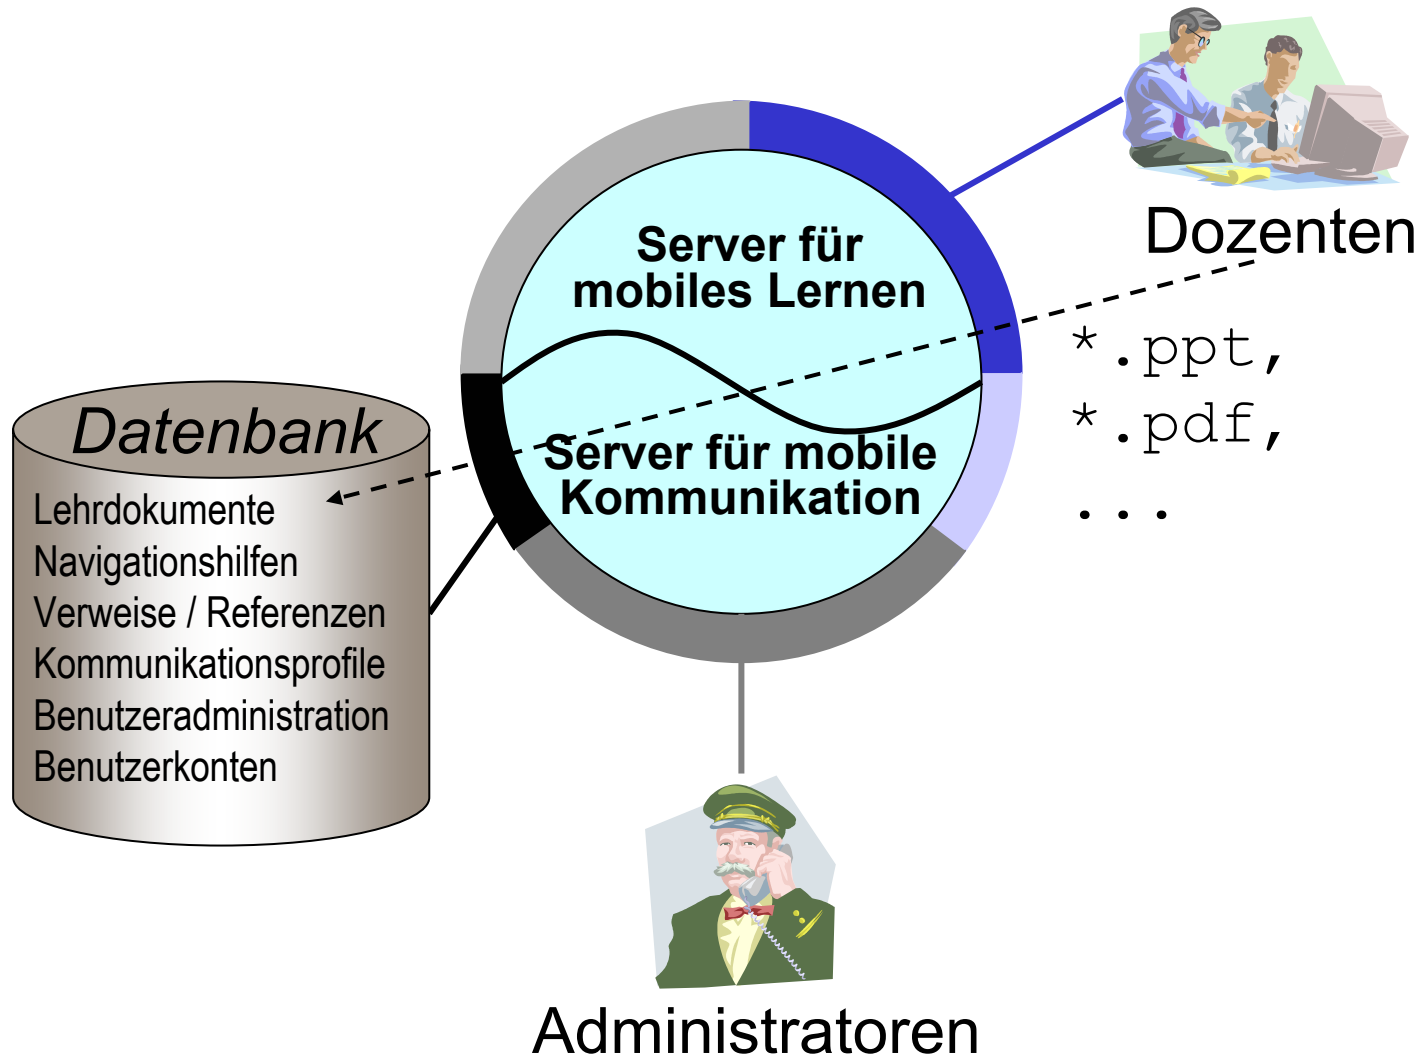 Dozenten
Server für
mobiles Lernen
*.ppt,
*.pdf,
...
Server für mobile
Kommunikation
Datenbank
Lehrdokumente
Navigationshilfen
Verweise / Referenzen
Kommunikationsprofile
Benutzeradministration
Benutzerkonten
Administratoren